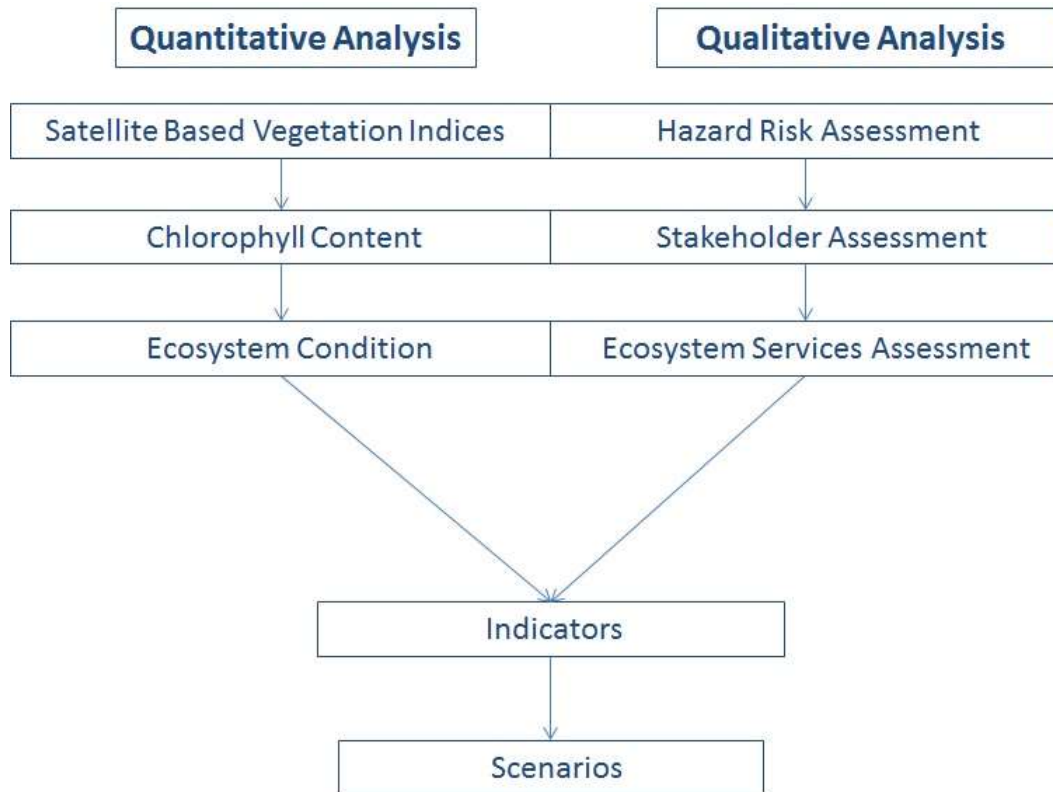 Quantitative Analysis
Qualitative Analysis
Satellite Based Vegetation Indices
Hazard Risk Assessment
Chlorophyll Content
Stakeholder Assessment
Ecosystem Condition
Ecosystem Services Assessment
Indicators
Scenarios